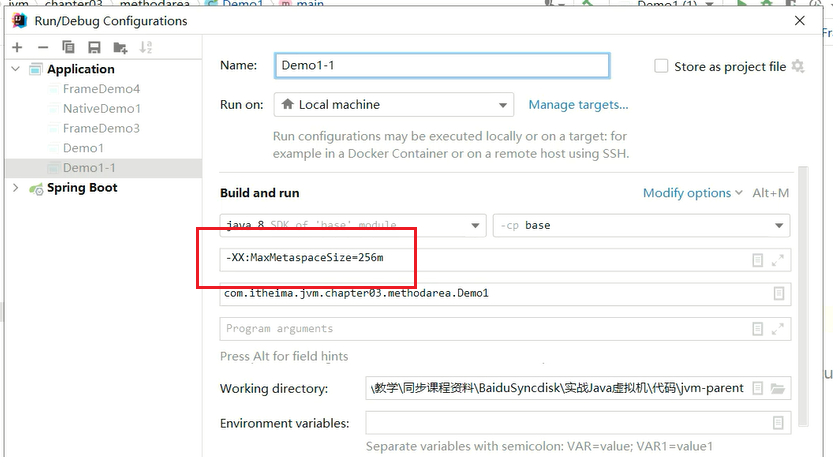 jvm chapter03 methodarea Demo1 main Demo1 (1)
Run/Debug Configurations
Application
FrameDemo4
NativeDemo1
FrameDemo3
Demo1
Demo1-1
Spring Boot
Name: Demo1-1 Store as project file
Run on: Local machine Manage targets...
Run configurations may be executed locally or on a target: for
example in a Docker Container or on a remote host using SSH.
Build and run Modify options Alt+M
java 8 SDK of 'base' module -cp base
-XX:MaxMetaspaceSize=256m
com.itheima.jvm.chapter03.methodarea.Demo1
Program arguments
Press Alt for field hints
Working directory: \教学\同步课程资料\BaiduSyncdisk\实战Java虚拟机\代码\jvm-parent
Environment variables:
Separate variables with semicolon: VAR=value; VAR1=value1